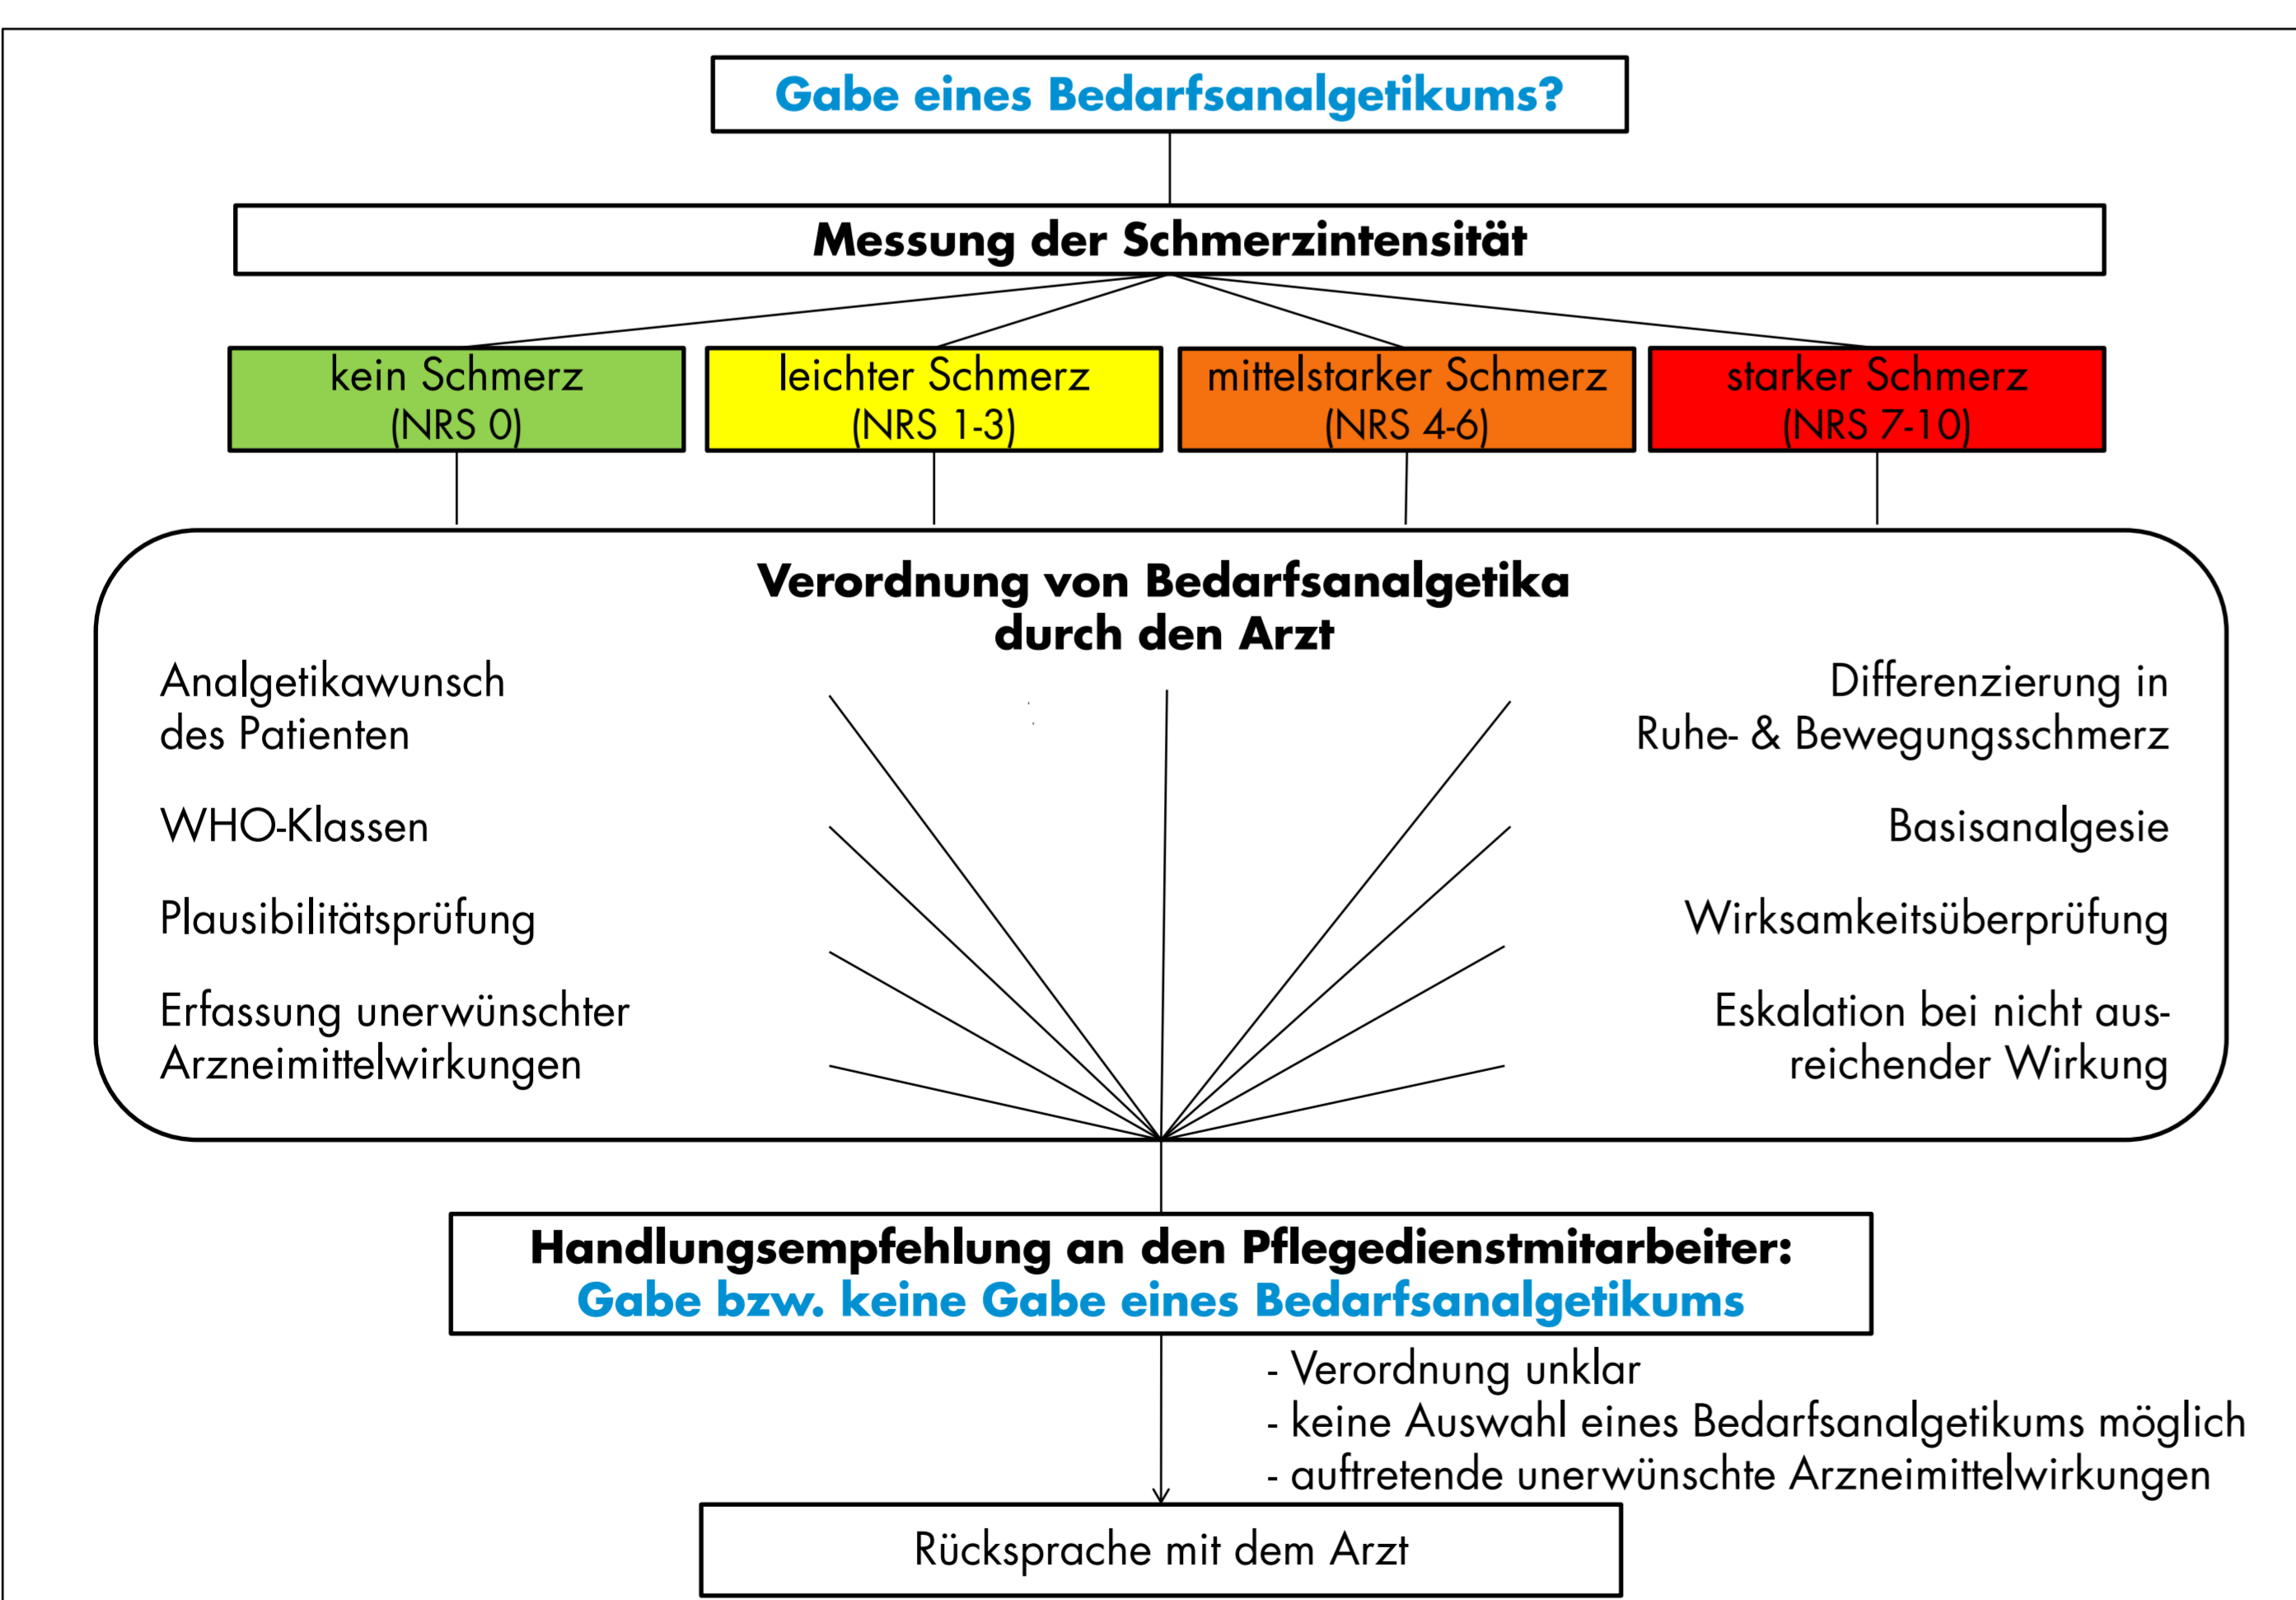 Gabe eines Bedarfsanalgetikums?
Messung der Schmerzintensität
kein Schmerz
(NRS 0)
leichter Schmerz
(NRS 1-3)
mittelstarker Schmerz
(NRS 4-6)
starker Schmerz
(NRS 7-10)
Verordnung von Bedarfsanalgetika
durch den Arzt
Analgetikawunsch
des Patienten
WHO-Klassen
Plausibilitätsprüfung
Erfassung unerwünschter
Arzneimittelwirkungen
Differenzierung in
Ruhe- & Bewegungsschmerz
Basisanalgesie
Wirksamkeitsüberprüfung
Eskalation bei nicht aus-
reichender Wirkung
Handlungsempfehlung an den Pflegedienstmitarbeiter:
Gabe bzw. keine Gabe eines Bedarfsanalgetikums
- Verordnung unklar
- keine Auswahl eines Bedarfsanalgetikums möglich
- auftretende unerwünschte Arzneimittelwirkungen
Rücksprache mit dem Arzt